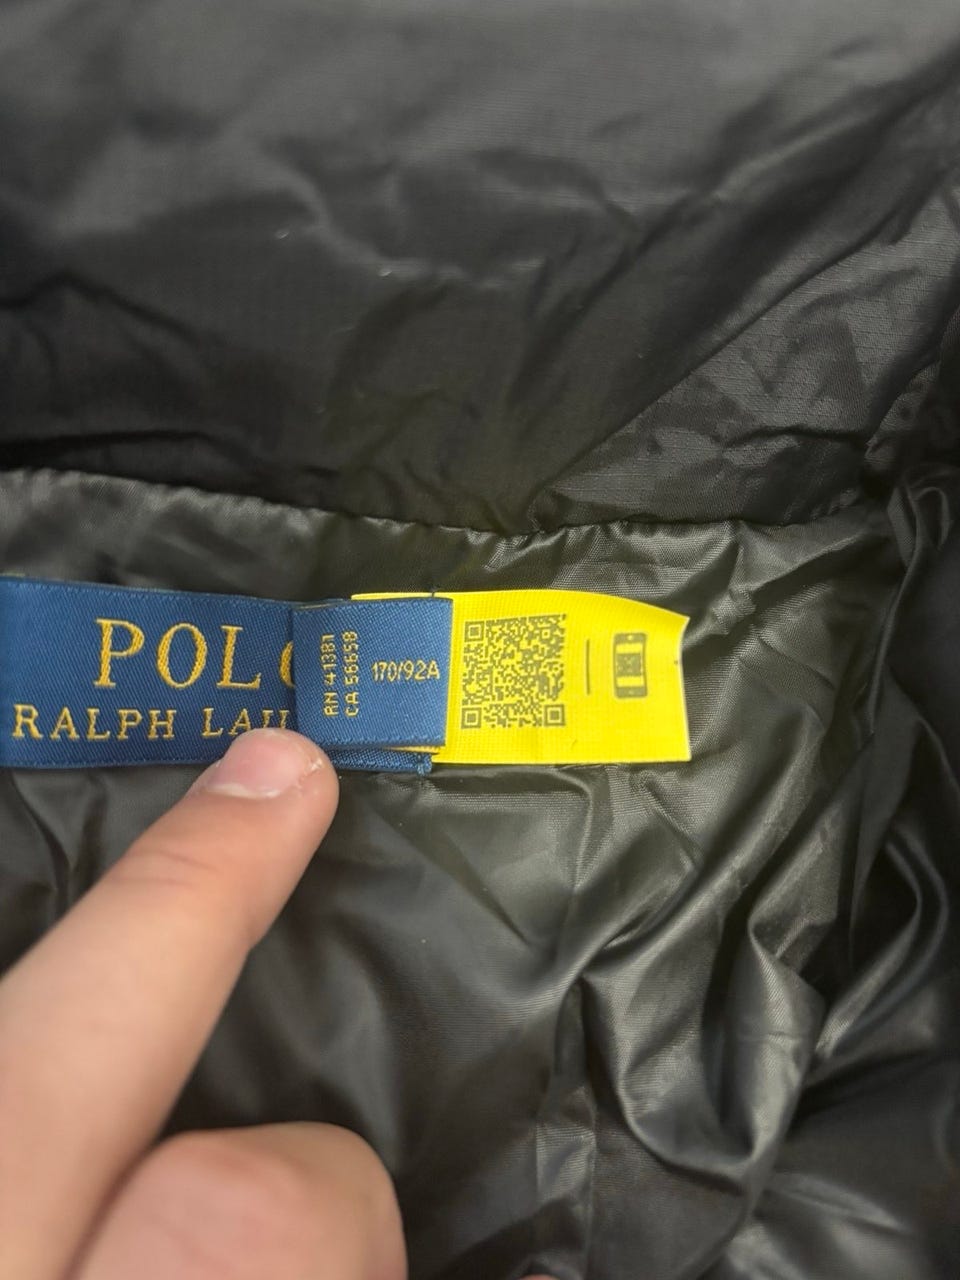 POL
RALPH LAU
RN 41381
CA 56658
170/92A